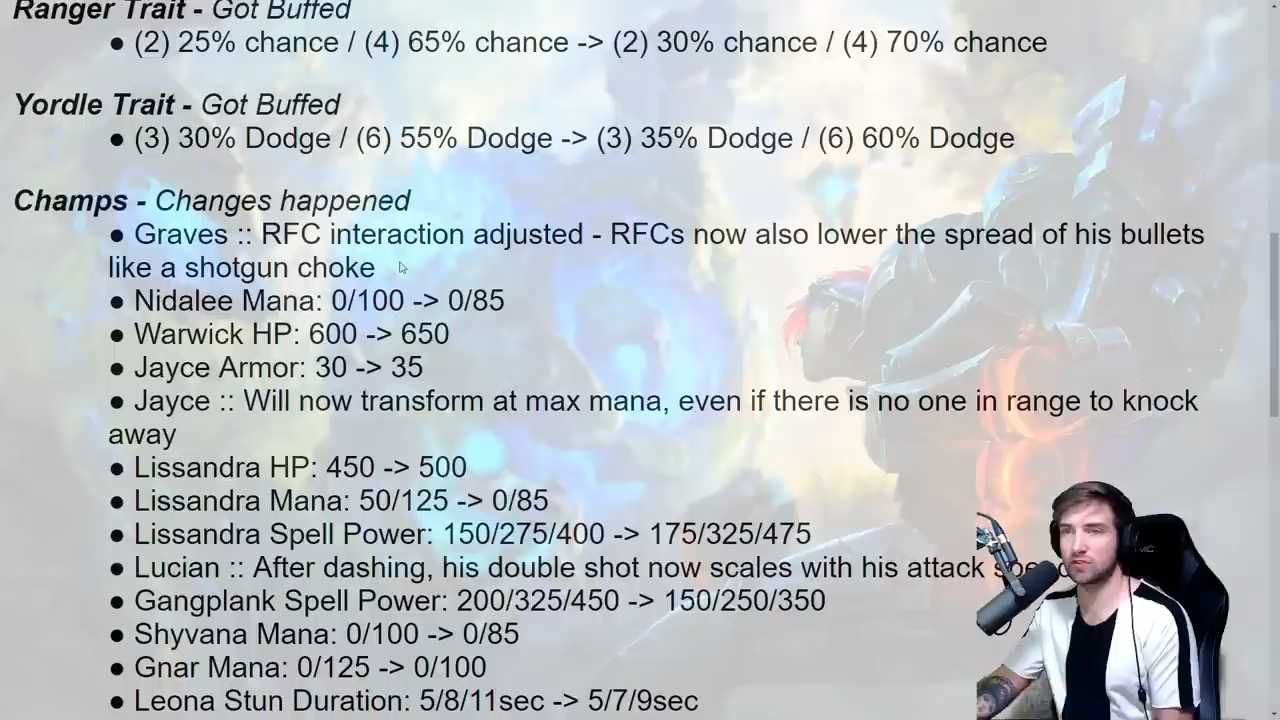 Ranger Trait - Got Buffed
● (2) 25% chance / (4) 65% chance -> (2) 30% chance / (4) 70% chance
Yordle Trait - Got Buffed
● (3) 30% Dodge / (6) 55% Dodge -> (3) 35% Dodge / (6) 60% Dodge
Champs - Changes happened
● Graves :: RFC interaction adjusted - RFCs now also lower the spread of his bullets
like a shotgun choke
● Nidalee Mana: 0/100 -> 0/85
● Warwick HP: 600 -> 650
● Jayce Armor: 30 -> 35
● Jayce :: Will now transform at max mana, even if there is no one in range to knock
away
● Lissandra HP: 450 -> 500
● Lissandra Mana: 50/125 -> 0/85
● Lissandra Spell Power: 150/275/400 -> 175/325/475
● Lucian :: After dashing, his double shot now scales with his attack
● Gangplank Spell Power: 200/325/450 -> 150/250/350
● Shyvana Mana: 0/100 -> 0/85
● Gnar Mana: 0/125 -> 0/100
● Leona Stun Duration: 5/8/11sec -> 5/7/9sec